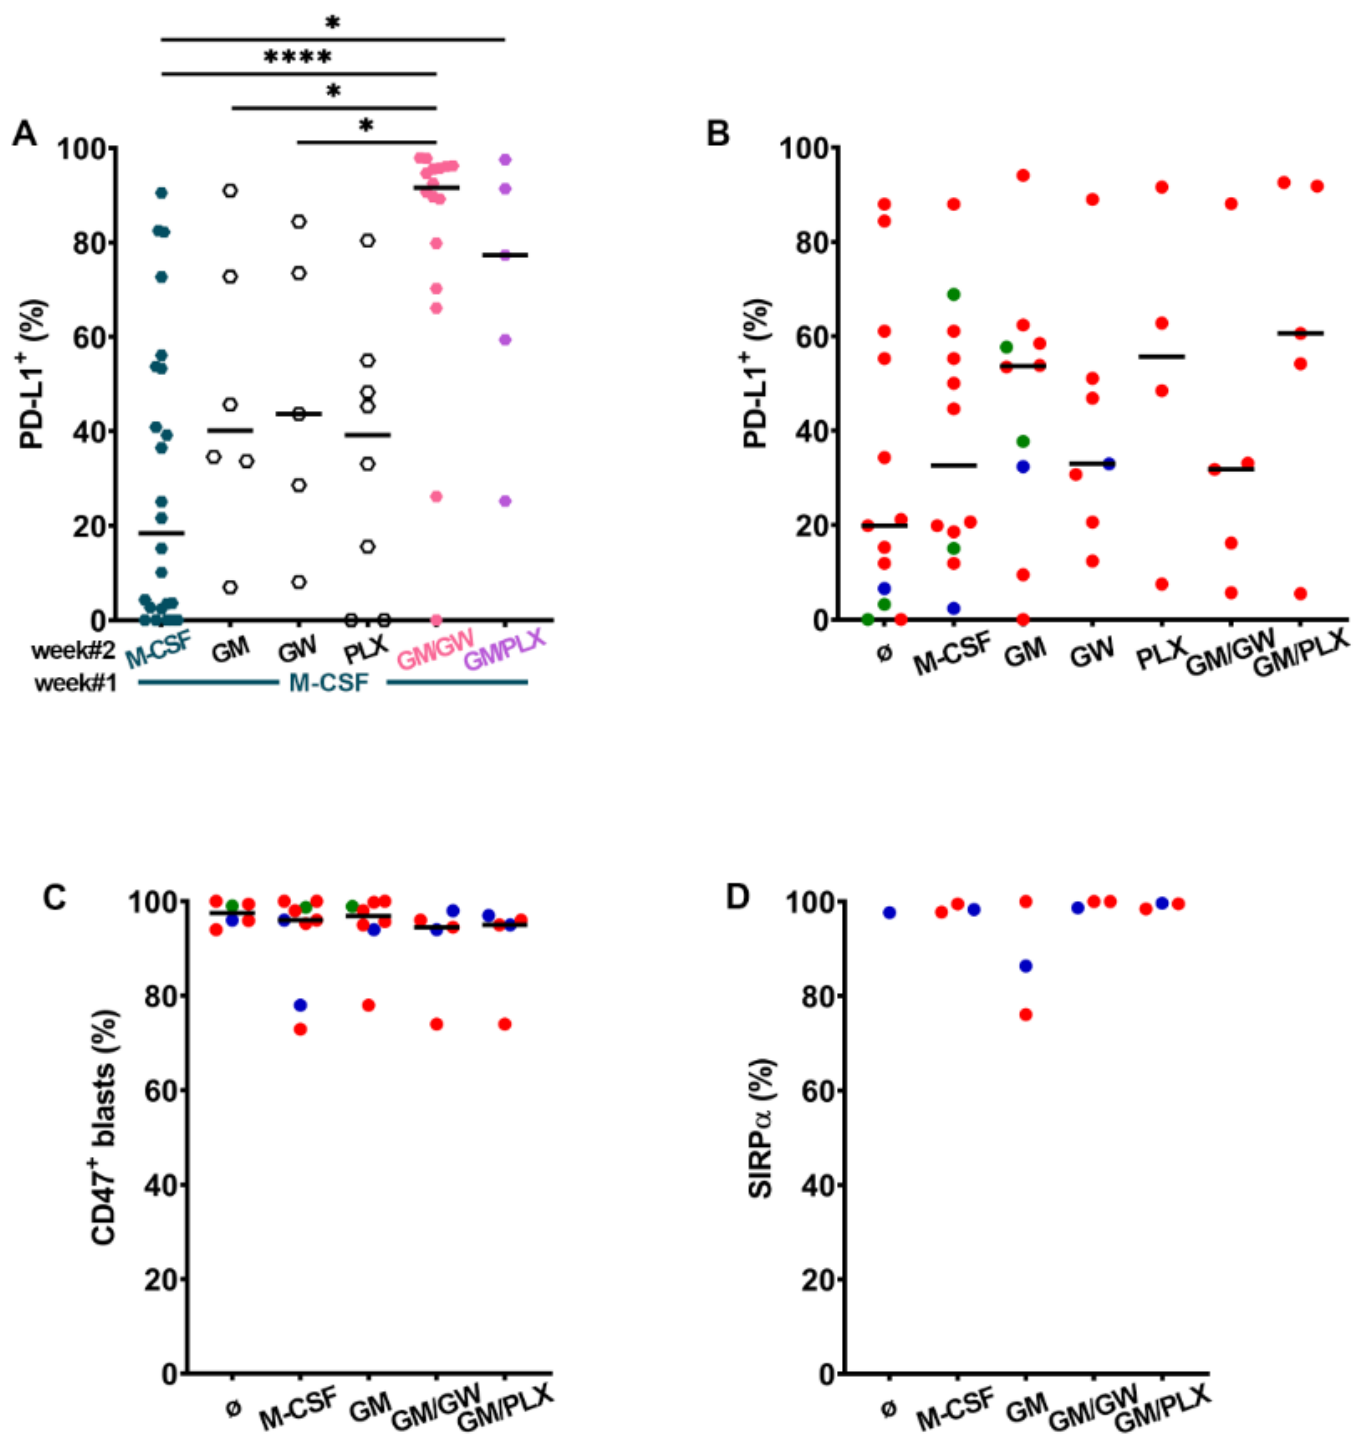 *
****
*
*
A
PD-L1+ (%)
100
80
60
40
20
0
week#2 M-CSF GM GW PLX GM/GW GM/PLX
week#1 M-CSF
B
PD-L1+ (%)
100
80
60
40
20
0
ø M-CSF GM GW PLX GM/GW GM/PLX
C
CD47+ blasts (%)
100
80
60
40
20
0
ø M-CSF GM GM/GW GM/PLX
D
SIRPα (%)
100
80
60
40
20
0
ø M-CSF GM GM/GW GM/PLX